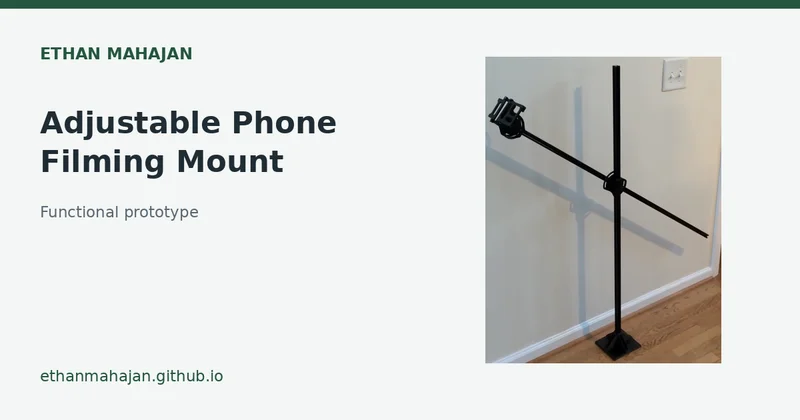 ETHAN MAHAJAN
Adjustable Phone
Filming Mount
Functional prototype
ethanmahajan.github.io